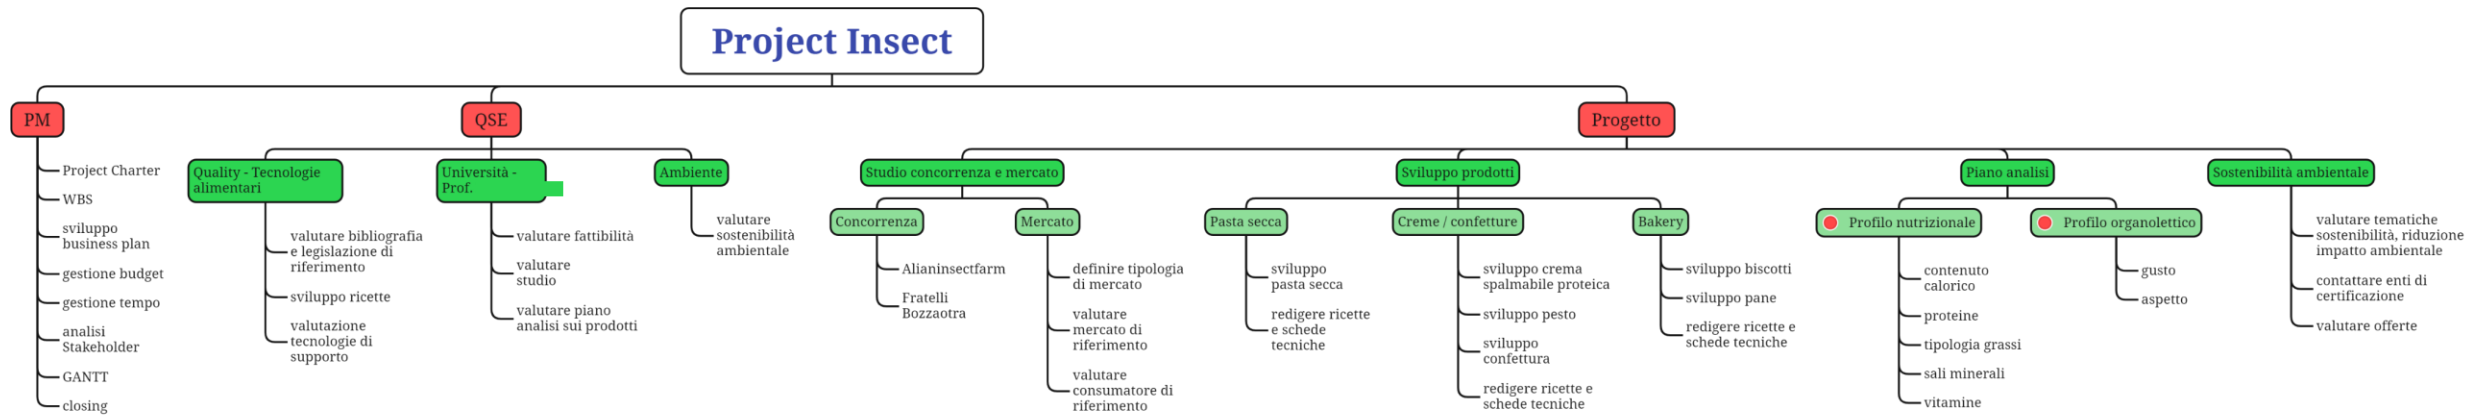 Project Insect
PM
Project Charter
WBS
sviluppo
business plan
gestione budget
gestione tempo
analisi
Stakeholder
GANTT
closing
QSE
Quality - Tecnologie
alimentari
valutare bibliografia
e legislazione di
riferimento
sviluppo ricette
valutazione
tecnologie di
supporto
Università -
Prof.
valutare fattibilità
valutare
studio
valutare piano
analisi sui prodotti
Ambiente
valutare
sostenibilità
ambientale
Progetto
Studio concorrenza e mercato
Concorrenza
Alianinsectfarm
Fratelli
Bozzaotra
Mercato
definire tipologia
di mercato
valutare
mercato di
riferimento
valutare
consumatore di
riferimento
Sviluppo prodotti
Pasta secca
sviluppo
pasta secca
redigere ricette
e schede
tecniche
Creme / confetture
sviluppo crema
spalmabile proteica
sviluppo pesto
sviluppo
confettura
redigere ricette e
schede tecniche
Bakery
sviluppo biscotti
sviluppo pane
redigere ricette e
schede tecniche
Piano analisi
Profilo nutrizionale
contenuto
calorico
proteine
tipologia grassi
sali minerali
vitamine
Profilo organolettico
gusto
aspetto
Sostenibilità ambientale
valutare tematiche
sostenibilità, riduzione
impatto ambientale
contattare enti di
certificazione
valutare offerte